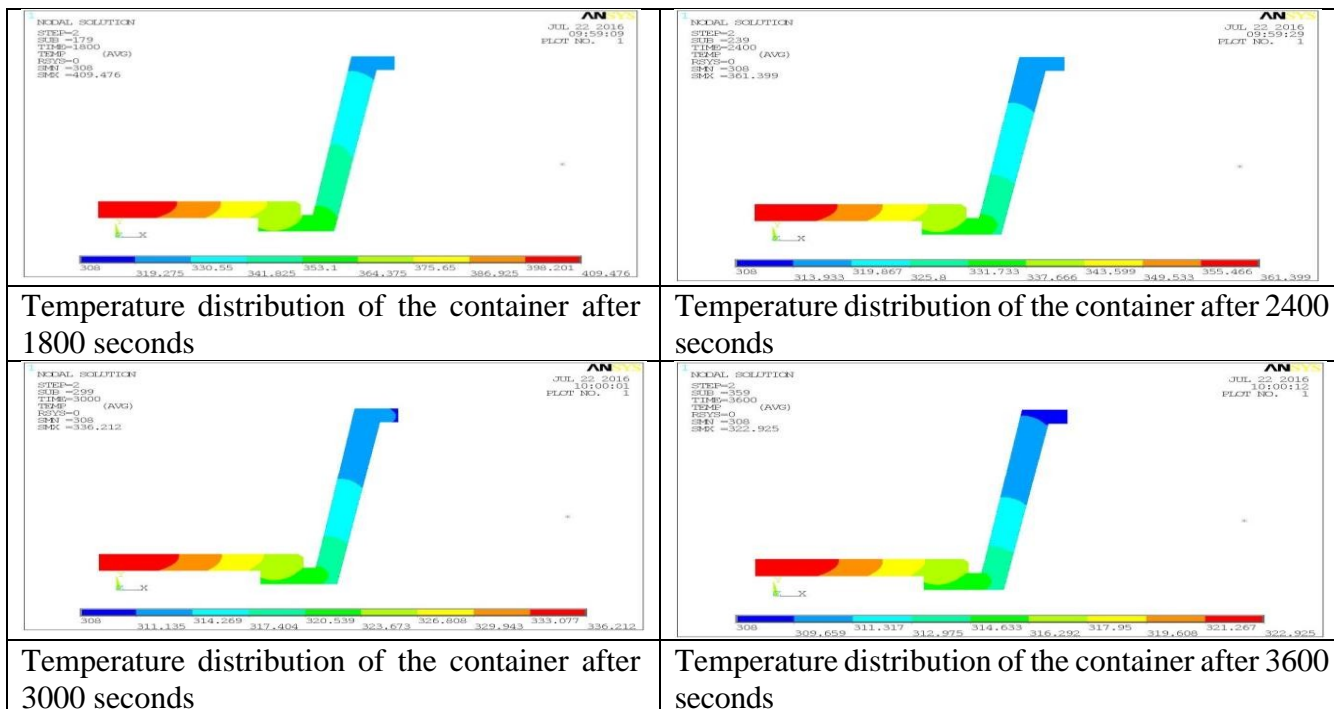 1
NODAL SOLUTION
STEP=2
SUB =179
TIME=1800
TEMP (AVG)
RSYS=0
SMN =308
SMX =409.476
ANSYS
JUL 22 2016
09:59:09
PLOT NO. 1
Y
Z X
308 330.55 353.1 375.65 398.201
319.275 341.825 364.375 386.925 409.476
1
NODAL SOLUTION
STEP=2
SUB =239
TIME=2400
TEMP (AVG)
RSYS=0
SMN =308
SMX =361.399
ANSYS
JUL 22 2016
09:59:29
PLOT NO. 1
Y
Z X
308 319.867 331.733 343.599 355.466
313.933 325.8 337.666 349.533 361.399
Temperature distribution of the container after
1800 seconds
Temperature distribution of the container after 2400
seconds
1
NODAL SOLUTION
STEP=2
SUB =299
TIME=3000
TEMP (AVG)
RSYS=0
SMN =308
SMX =336.212
ANSYS
JUL 22 2016
10:00:01
PLOT NO. 1
Y
Z X
308 314.269 320.539 326.808 333.077
311.135 317.404 323.673 329.943 336.212
1
NODAL SOLUTION
STEP=2
SUB =359
TIME=3600
TEMP (AVG)
RSYS=0
SMN =308
SMX =322.925
ANSYS
JUL 22 2016
10:00:12
PLOT NO. 1
Y
Z X
308 311.317 314.633 317.95 321.267
309.659 312.975 316.292 319.608 322.925
Temperature distribution of the container after
3000 seconds
Temperature distribution of the container after 3600
seconds